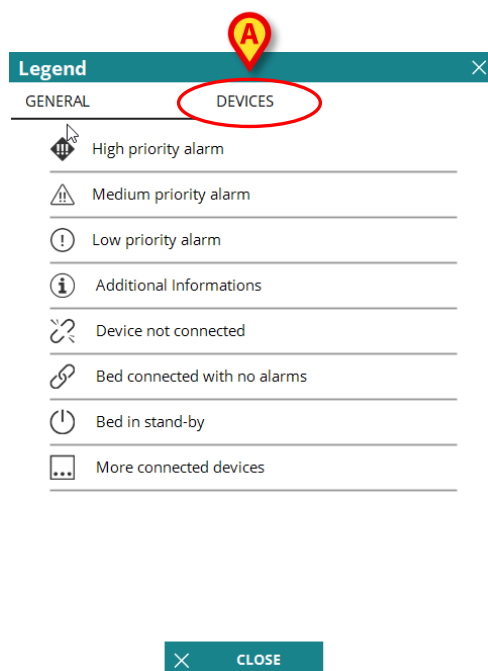 A
Legend
GENERAL DEVICES
High priority alarm
Medium priority alarm
Low priority alarm
Additional Informations
Device not connected
Bed connected with no alarms
Bed in stand-by
More connected devices
CLOSE